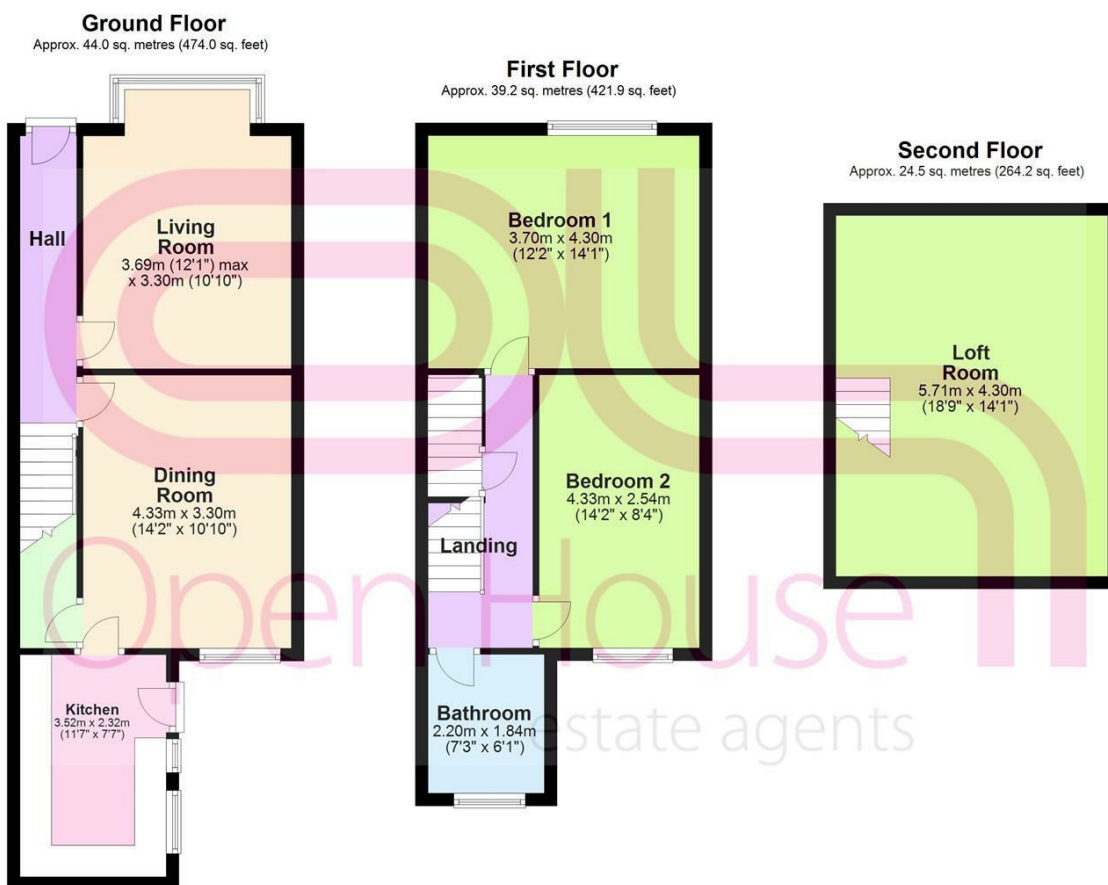 Ground Floor
Approx. 44.0 sq. metres (474.0 sq. feet)
Hall
Living
Room
3.69m (12'1") max
x 3.30m (10'10")
Dining
Room
4.33m x 3.30m
(14'2" x 10'10")
Kitchen
3.52m x 2.32m
(11'7" x 7'7")
First Floor
Approx. 39.2 sq. metres (421.9 sq. feet)
Bedroom 1
3.70m x 4.30m
(12'2" x 14'1")
Bedroom 2
4.33m x 2.54m
(14'2" x 8'4")
Landing
Bathroom
2.20m x 1.84m
(7'3" x 6'1")
Second Floor
Approx. 24.5 sq. metres (264.2 sq. feet)
Loft
Room
5.71m x 4.30m
(18'9" x 14'1")
Open House
estate agents